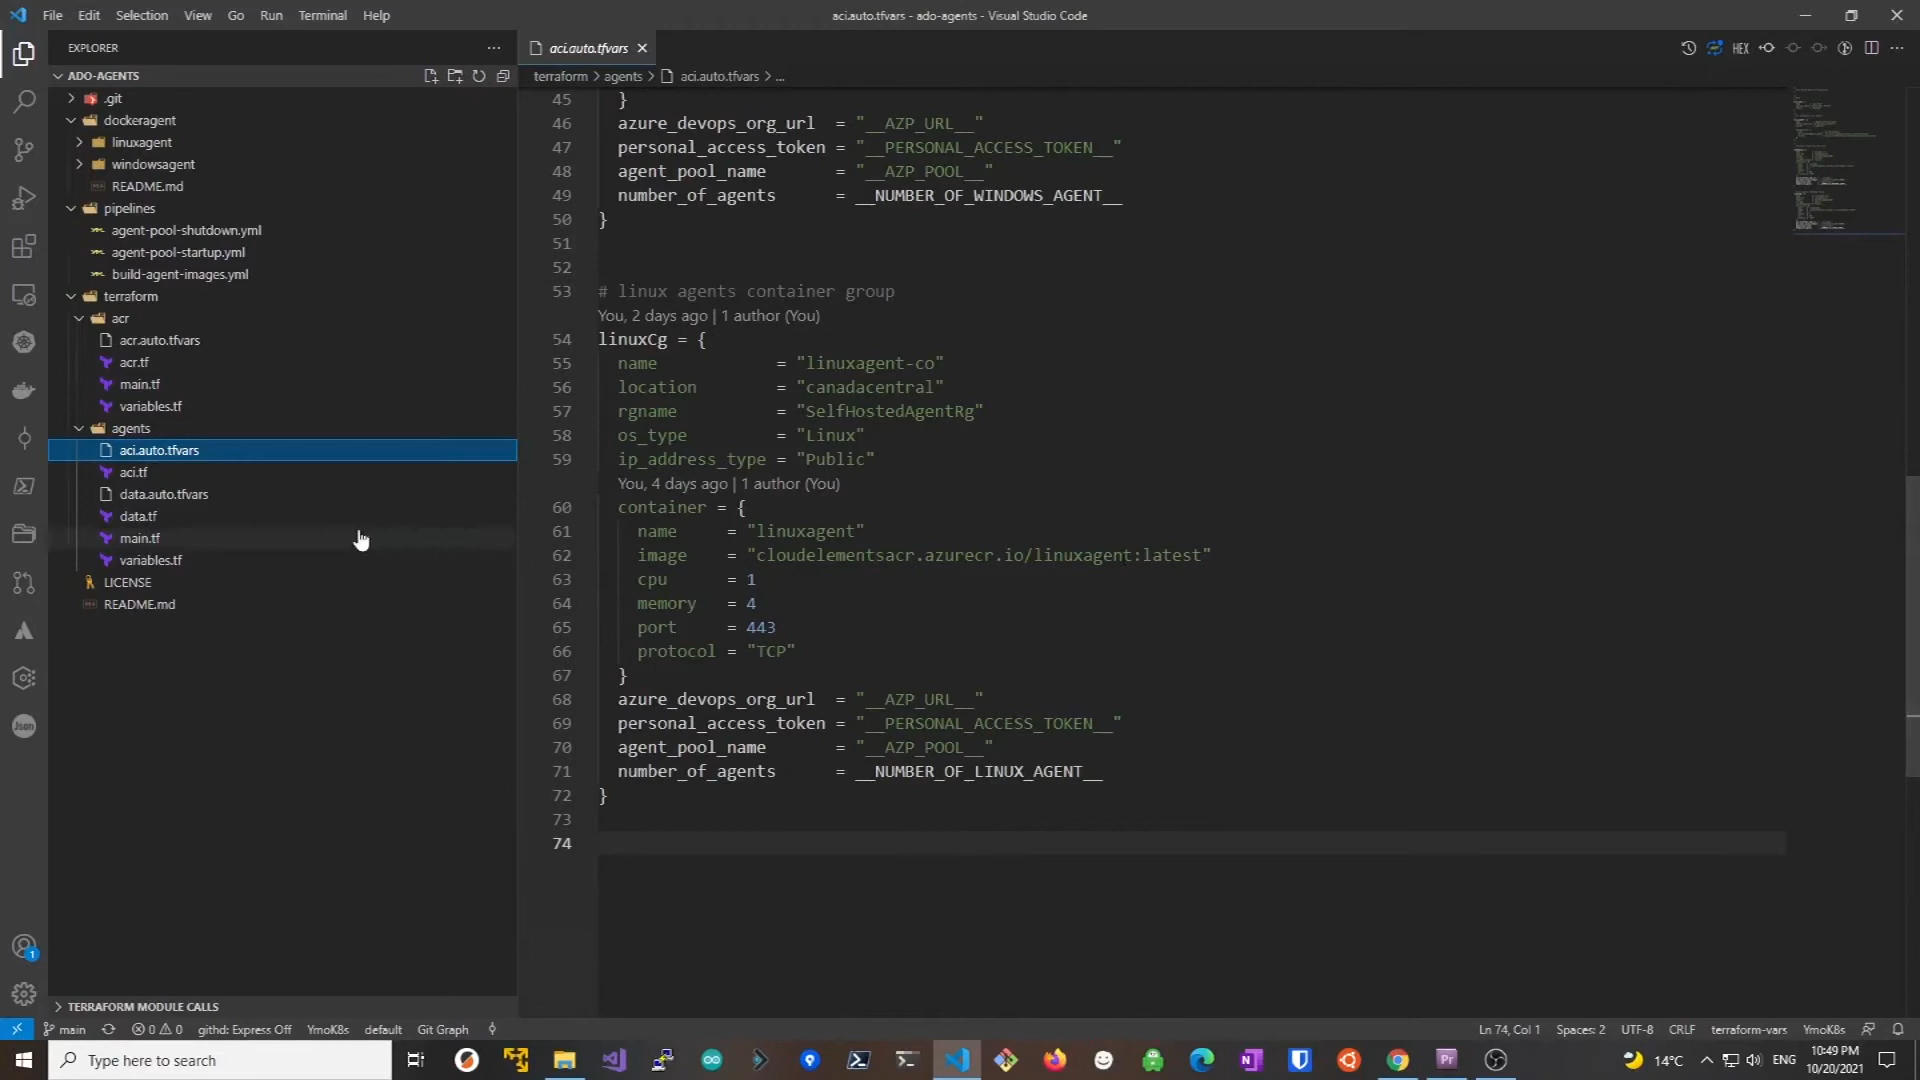 File Edit Selection View Go Run Terminal Help
aci.auto.tfvars - ado-agents - Visual Studio Code
EXPLORER
ADO-AGENTS
.git
dockeragent
linuxagent
windowsagent
README.md
pipelines
agent-pool-shutdown.yml
agent-pool-startup.yml
build-agent-images.yml
terraform
acr
acr.auto.tfvars
acr.tf
main.tf
variables.tf
agents
aci.auto.tfvars
aci.tf
data.auto.tfvars
data.tf
main.tf
variables.tf
LICENSE
README.md
TERRAFORM MODULE CALLS
aci.auto.tfvars
HEX
terraform > agents > aci.auto.tfvars > ...
45 }
46 azure_devops_org_url = "__AZP_URL__"
47 personal_access_token = "__PERSONAL_ACCESS_TOKEN__"
48 agent_pool_name = "__AZP_POOL__"
49 number_of_agents = __NUMBER_OF_WINDOWS_AGENT__
50 }
51
52
53 # linux agents container group
You, 2 days ago | 1 author (You)
54 linuxCg = {
55 name = "linuxagent-co"
56 location = "canadacentral"
57 rgname = "SelfHostedAgentRg"
58 os_type = "Linux"
59 ip_address_type = "Public"
You, 4 days ago | 1 author (You)
60 container = {
61 name = "linuxagent"
62 image = "cloudelementsacr.azurecr.io/linuxagent:latest"
63 cpu = 1
64 memory = 4
65 port = 443
66 protocol = "TCP"
67 }
68 azure_devops_org_url = "__AZP_URL__"
69 personal_access_token = "__PERSONAL_ACCESS_TOKEN__"
70 agent_pool_name = "__AZP_POOL__"
71 number_of_agents = __NUMBER_OF_LINUX_AGENT__
72 }
73
74
Json
1
main 0 0 githd: Express Off YmoK8s default Git Graph
Ln 74, Col 1 Spaces: 2 UTF-8 CRLF terraform-vars YmoK8s
Type here to search
N
Pr
14°C ENG
10:49 PM
10/20/2021